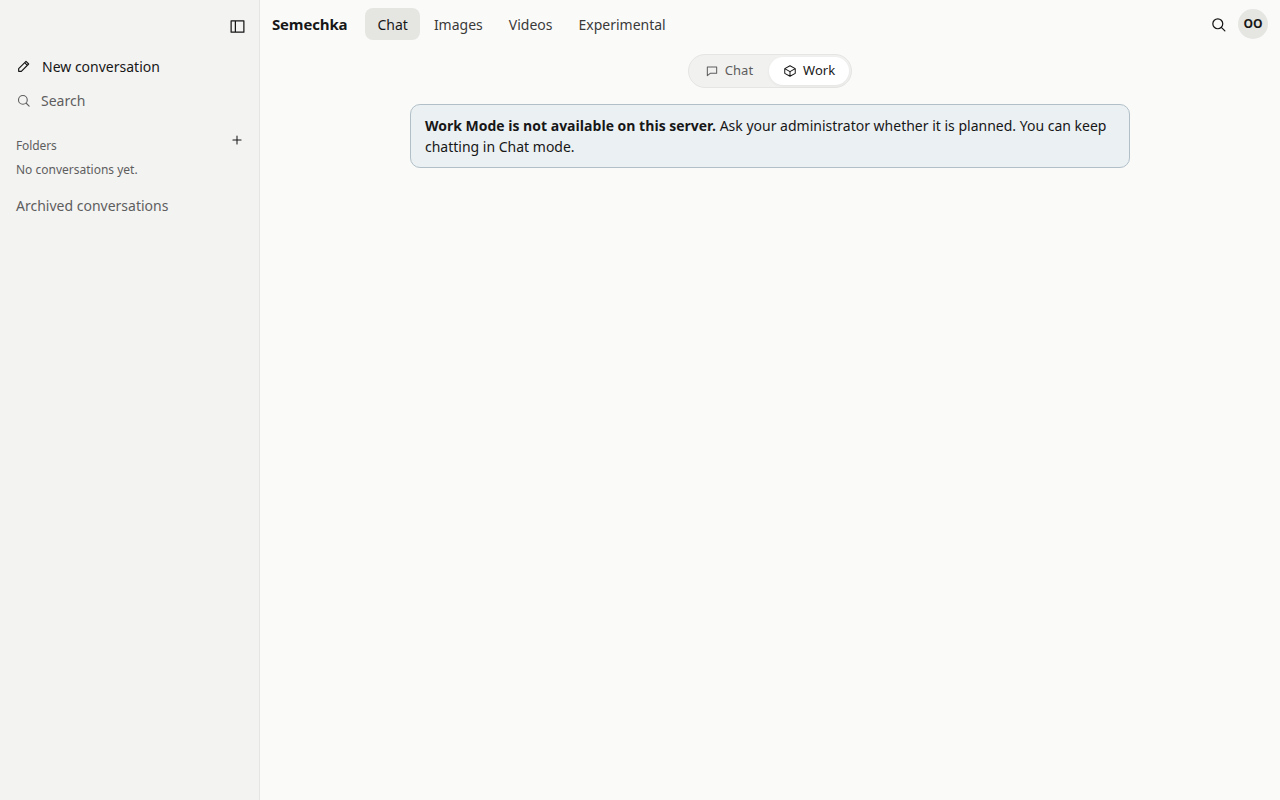 New conversation
Search
Folders
No conversations yet.
Archived conversations
Semechka
Chat
Images
Videos
Experimental
OO
Chat
Work
Work Mode is not available on this server. Ask your administrator whether it is planned. You can keep
chatting in Chat mode.